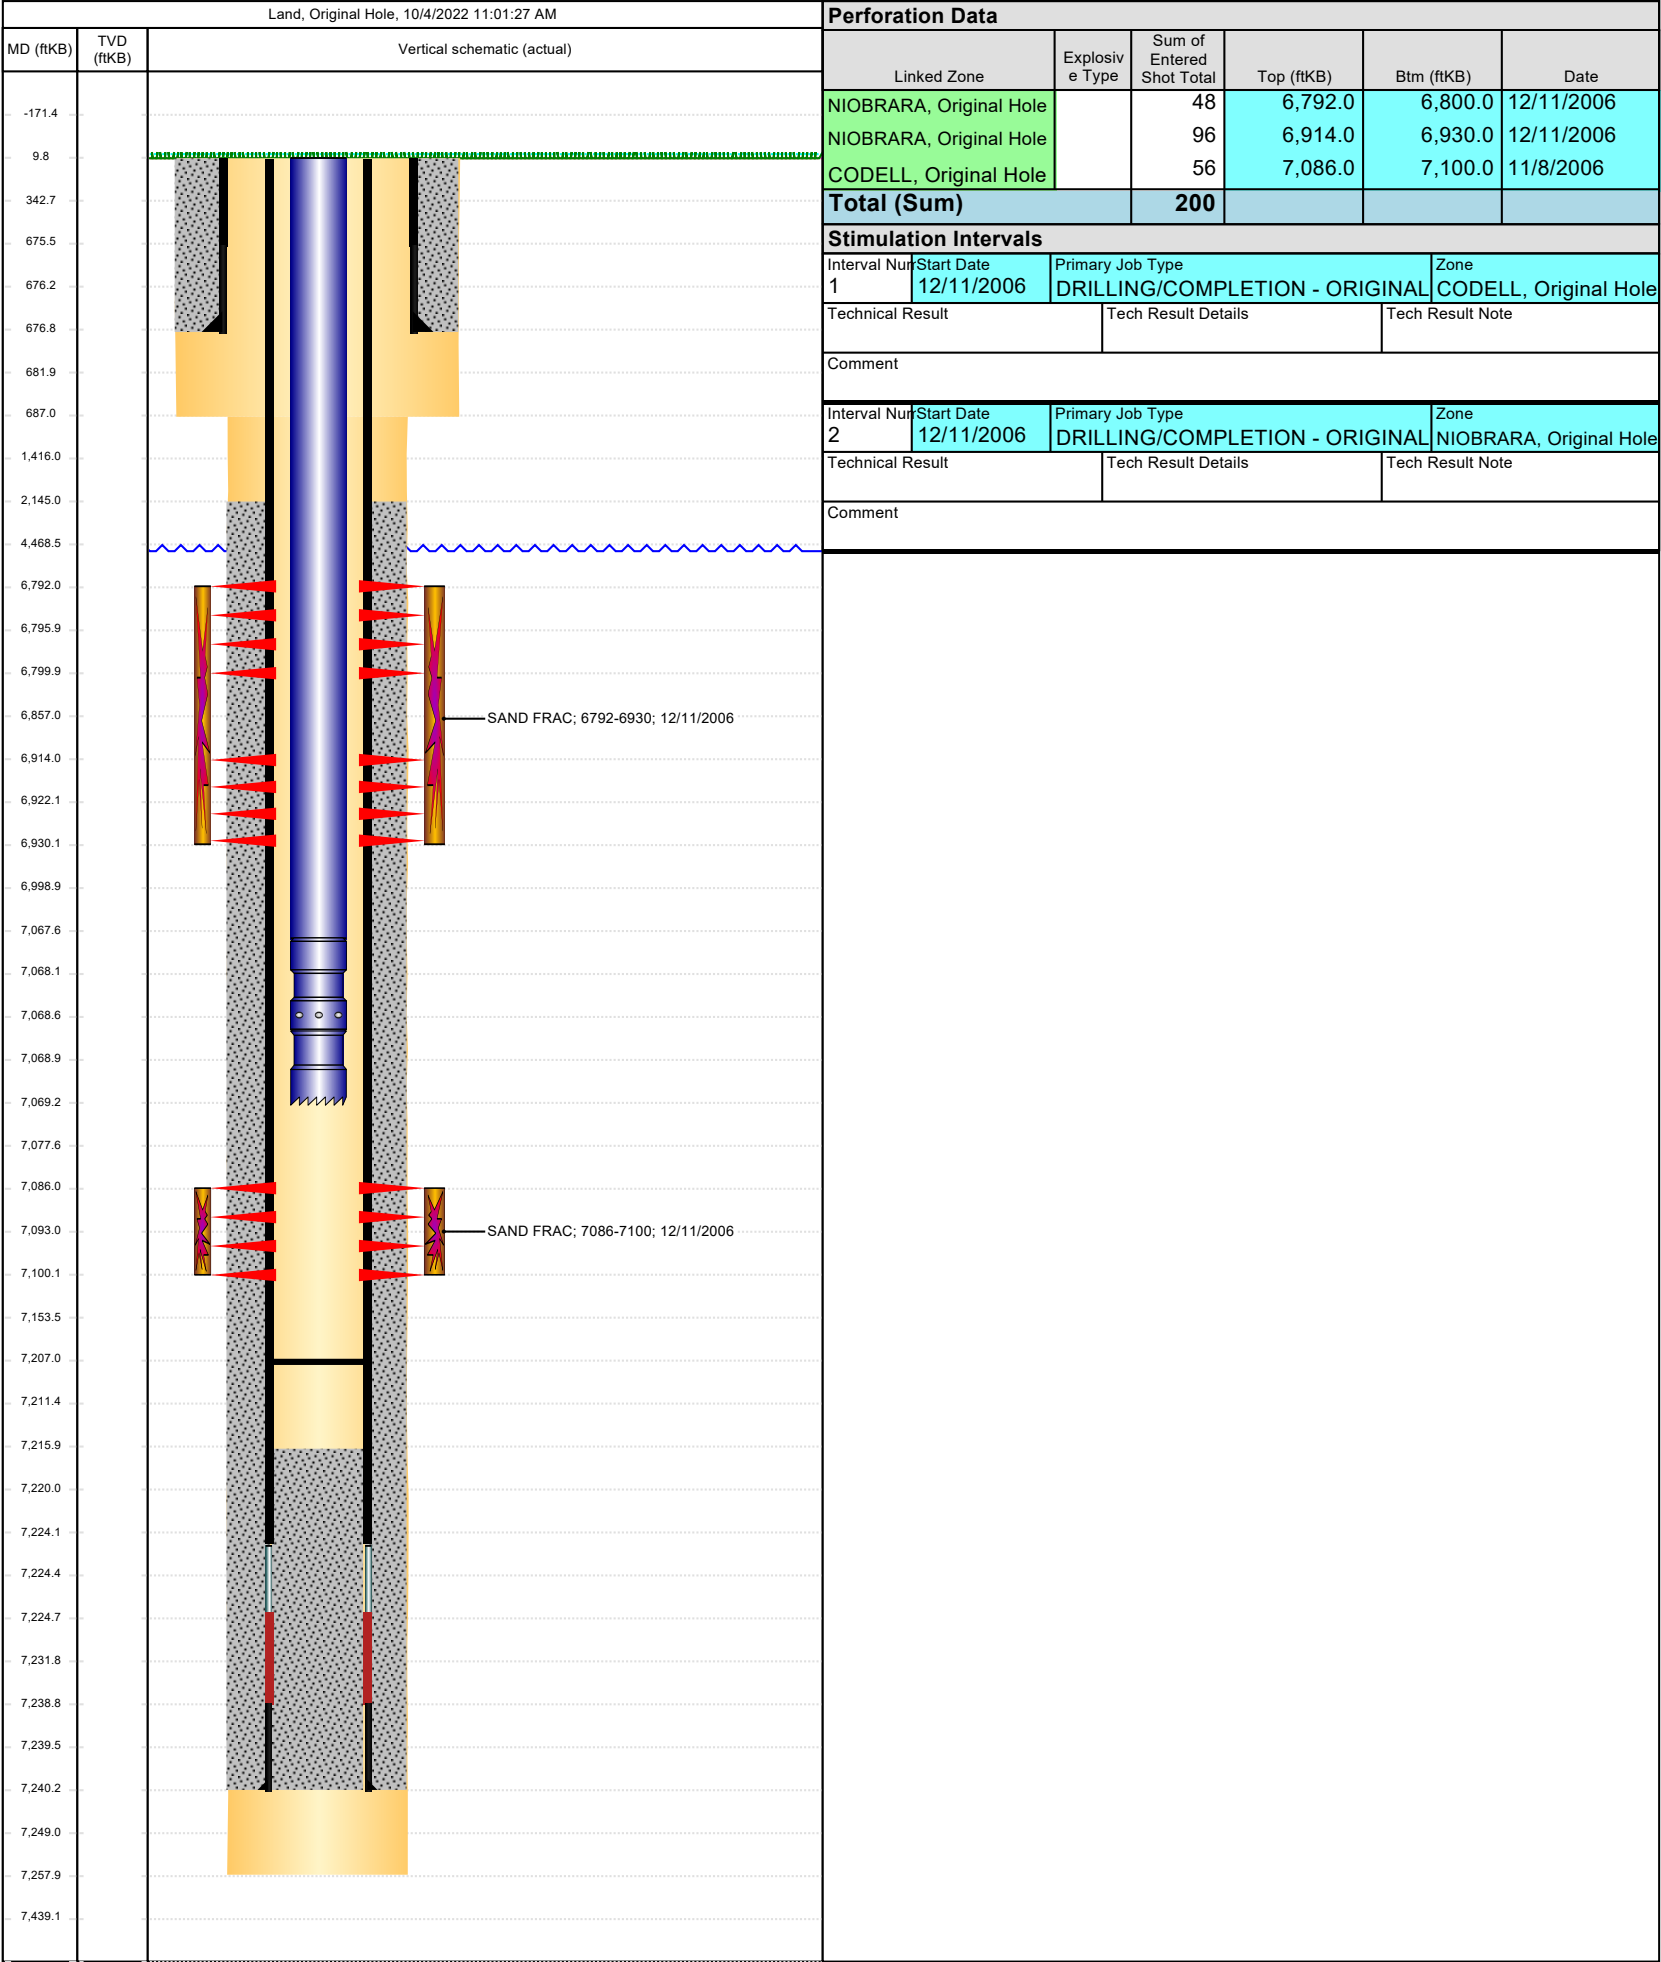 Land, Original Hole, 10/4/2022 11:01:27 AM
MD (ftKB)
TVD
(ftKB)
Vertical schematic (actual)
-171.4
9.8
342.7
675.5
676.2
676.8
681.9
687.0
1,416.0
2,145.0
4,468.5
6,792.0
6,795.9
6,799.9
6,857.0
SAND FRAC; 6792-6930; 12/11/2006
6,914.0
6,922.1
6,930.1
6,998.9
7,067.6
7,068.1
7,068.6
7,068.9
7,069.2
7,077.6
7,086.0
7,093.0
SAND FRAC; 7086-7100; 12/11/2006
7,100.1
7,153.5
7,207.0
7,211.4
7,215.9
7,220.0
7,224.1
7,224.4
7,224.7
7,231.8
7,238.8
7,239.5
7,240.2
7,249.0
7,257.9
7,439.1
Perforation Data
Linked Zone
Explosiv
e Type
Sum of
Entered
Shot Total
Top (ftKB)
Btm (ftKB)
Date
NIOBRARA, Original Hole 48 6,792.0 6,800.0 12/11/2006
NIOBRARA, Original Hole 96 6,914.0 6,930.0 12/11/2006
CODELL, Original Hole 56 7,086.0 7,100.0 11/8/2006
Total (Sum) 200
Stimulation Intervals
Interval Nur Start Date Primary Job Type Zone
1 12/11/2006 DRILLING/COMPLETION - ORIGINAL CODELL, Original Hole
Technical Result Tech Result Details Tech Result Note
Comment
Interval Nur Start Date Primary Job Type Zone
2 12/11/2006 DRILLING/COMPLETION - ORIGINAL NIOBRARA, Original Hole
Technical Result Tech Result Details Tech Result Note
Comment